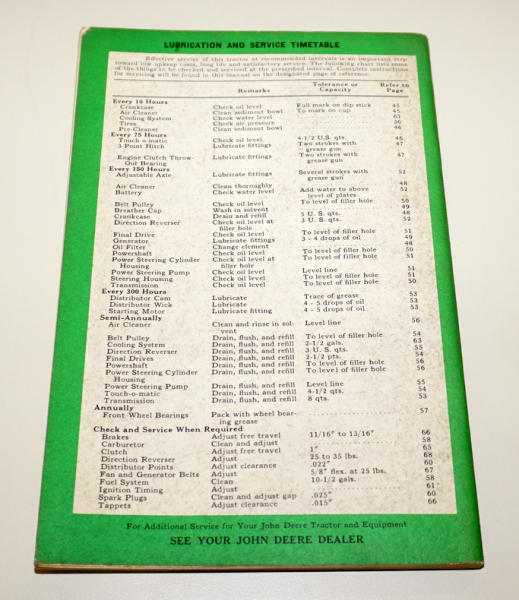 LUBRICATION AND SERVICE TIMETABLE
Effective service of this tractor at recommended intervals is an important step
toward low upkeep costs, long life and satisfactory service. The following chart lists some
of the things to be checked and serviced at the prescribed interval. Complete instructions
for servicing will be found in this manual on the designated page of reference.
Remarks Tolerance or Capacity Refer to Page
Every 10 Hours
Crankcase Check oil level Full mark on dip stick 45
Air Cleaner Clean sediment bowl To mark on cup 45
Cooling System Check water level 63
Tires Check air pressure
Pre-Cleaner Clean sediment bowl 46
Every 75 Hours
Touch-o-matic Check oil level 4-1/2 U.S. qts. 46
3-Point Hitch Lubricate fittings Two strokes with 47
grease gun
Engine Clutch Throw- Lubricate fittings Two strokes with 47
Out Bearing grease gun
Every 150 Hours
Adjustable Axle Lubricate fittings Several strokes with 52
grease gun
Air Cleaner Clean thoroughly 48
Battery Check water level Add water to above 52
level of plates
Belt Pulley Check oil level To level of filler hole 50
Breather Cap Wash in solvent 49
Crankcase Drain and refill 5 U.S. qts. 48
Direction Reverser Check oil level at 3 U.S. qts. 52
filler hole
Final Drive Check oil level To level of filler hole 51
Generator Lubricate fittings 3 - 4 drops of oil 49
Oil Filter Change element 48
Powershaft Check oil level To level of filler hole 50
Power Steering Cylinder Check oil level at To level of filler hole 51
Housing filler hole
Power Steering Pump Check oil level Level line 51
Steering Housing Check oil level To level of filler hole 51
Transmission Check oil level To level of filler hole 50
Every 300 Hours
Distributor Cam Lubricate Trace of grease 53
Distributor Wick Lubricate 4 - 5 drops of oil 53
Starting Motor Lubricate fitting 4 - 5 drops of oil 53
Semi-Annually
Air Cleaner Clean and rinse in sol- Level line 56
vent
Belt Pulley Drain, flush, and refill To level of filler hole 54
Cooling System Drain, flush, and refill 2-1/2 gals. 63
Direction Reverser Drain, flush, and refill 3 U.S. qts. 55
Final Drives Drain, flush, and refill 2-1/2 pts. 54
Powershaft Drain, flush, and refill To level of filler hole 56
Power Steering Cylinder Drain, flush, and refill To level of filler hole 56
Housing
Power Steering Pump Drain, flush, and refill Level line 55
Touch-o-matic Drain, flush, and refill 4-1/2 qts. 54
Transmission Drain, flush, and refill 8 qts. 53
Annually
Front Wheel Bearings Pack with wheel bear- 57
ing grease
Check and Service When Required
Brakes Adjust free travel 11/16" to 13/16" 66
Carburetor Clean and adjust 58
Clutch Adjust free travel 1" 65
Direction Reverser Adjust 25 to 35 lbs. 68
Distributor Points Adjust clearance .022" 60
Fan and Generator Belts Adjust 5/8" flex. at 25 lbs. 67
Fuel System Clean 10-1/2 gals. 58
Ignition Timing Adjust 61
Spark Plugs Clean and adjust gap .025" 60
Tappets Adjust clearance .015" 66
For Additional Service for Your John Deere Tractor and Equipment
SEE YOUR JOHN DEERE DEALER